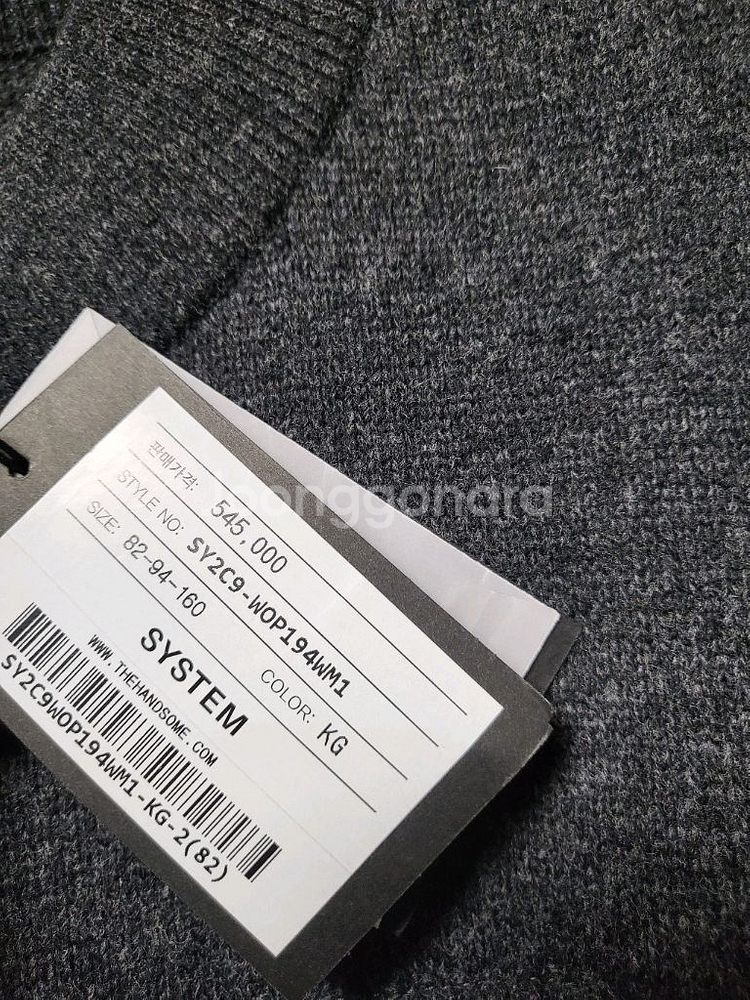 판매가격: 545,000
STYLE NO: SY2C9-WOP194WM1
SIZE: 82-94-160
COLOR: KG
SYSTEM
WWW.THEHANDSOME.COM
SY2C9WOP194WM1-KG-2(82)
joonggonara